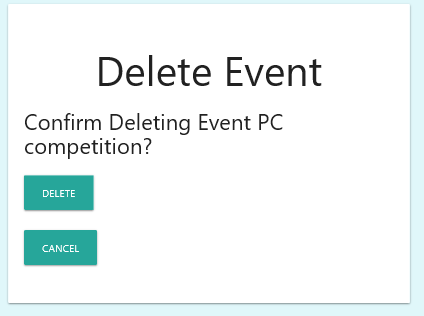 Delete Event
Confirm Deleting Event PC
competition?
DELETE
CANCEL